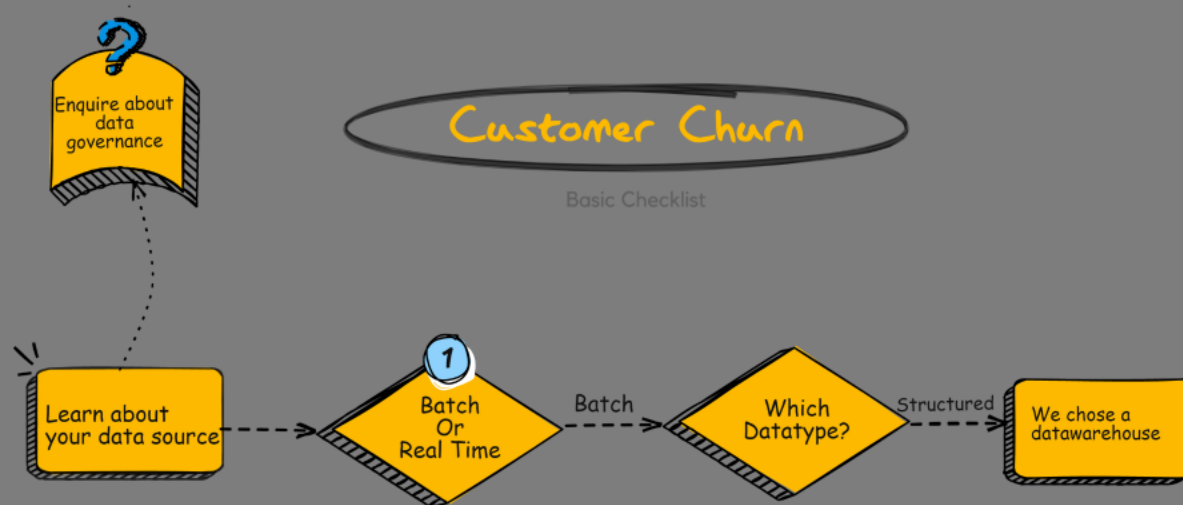 ?
Customer Churn
Basic Checklist
Enquire about
data
governance
Learn about
your data source
1
Batch
Or
Real Time
Batch
Which
Datatype?
Structured
We chose a
datawarehouse